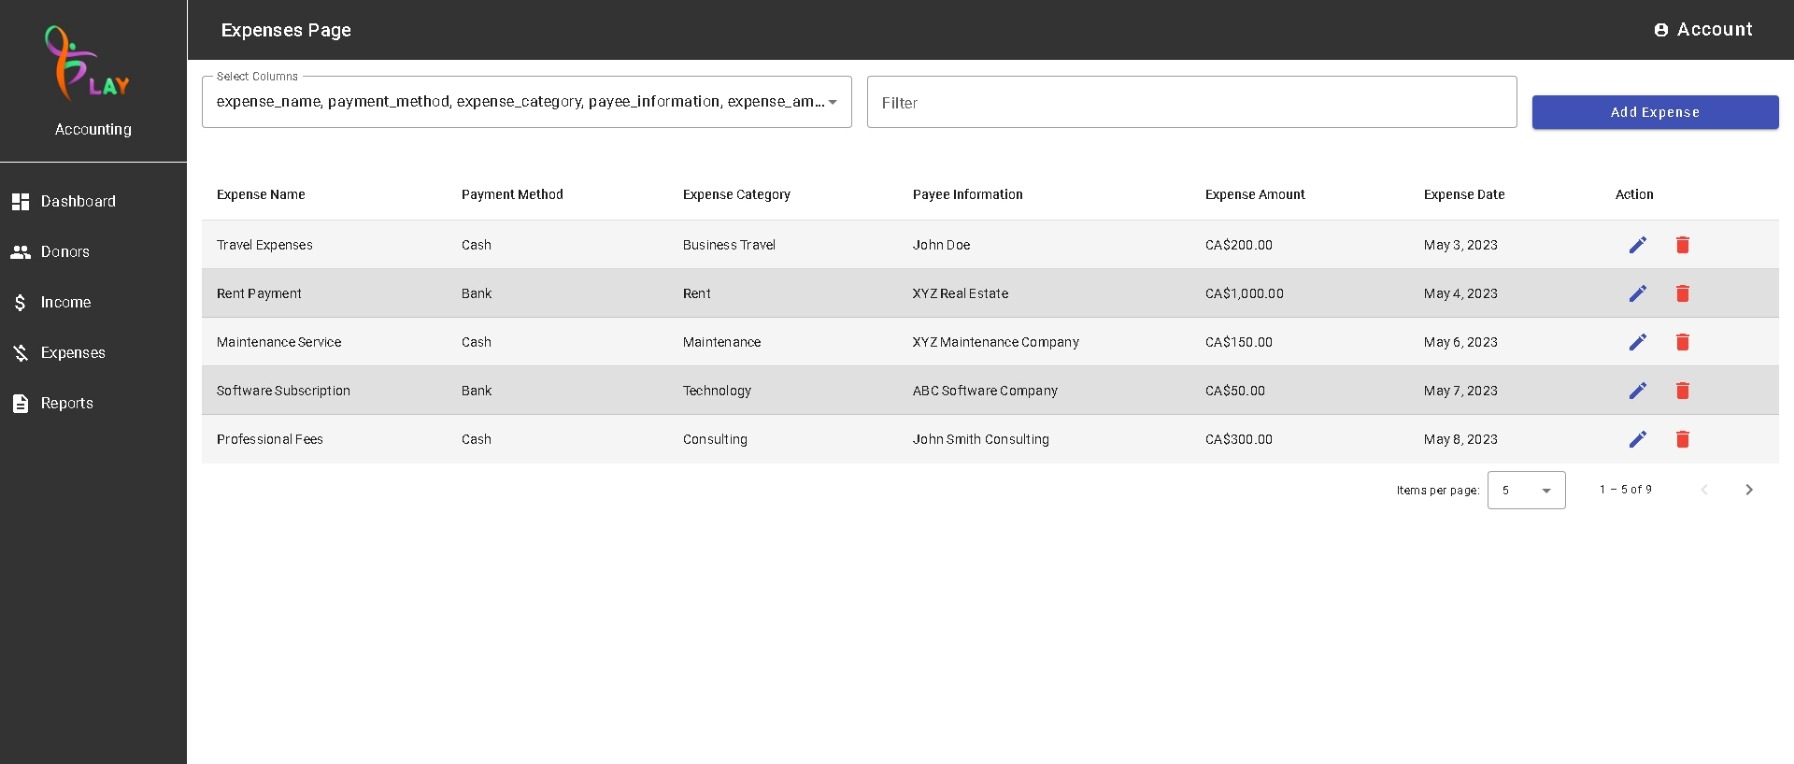 LAY
Accounting
Dashboard
Donors
Income
Expenses
Reports
Expenses Page
Account
Select Columns
expense_name, payment_method, expense_category, payee_information, expense_am...
Filter
Add Expense
Expense Name Payment Method Expense Category Payee Information Expense Amount Expense Date Action
Travel Expenses Cash Business Travel John Doe CA$200.00 May 3, 2023
Rent Payment Bank Rent XYZ Real Estate CA$1,000.00 May 4, 2023
Maintenance Service Cash Maintenance XYZ Maintenance Company CA$150.00 May 6, 2023
Software Subscription Bank Technology ABC Software Company CA$50.00 May 7, 2023
Professional Fees Cash Consulting John Smith Consulting CA$300.00 May 8, 2023
Items per page: 5 1 – 5 of 9